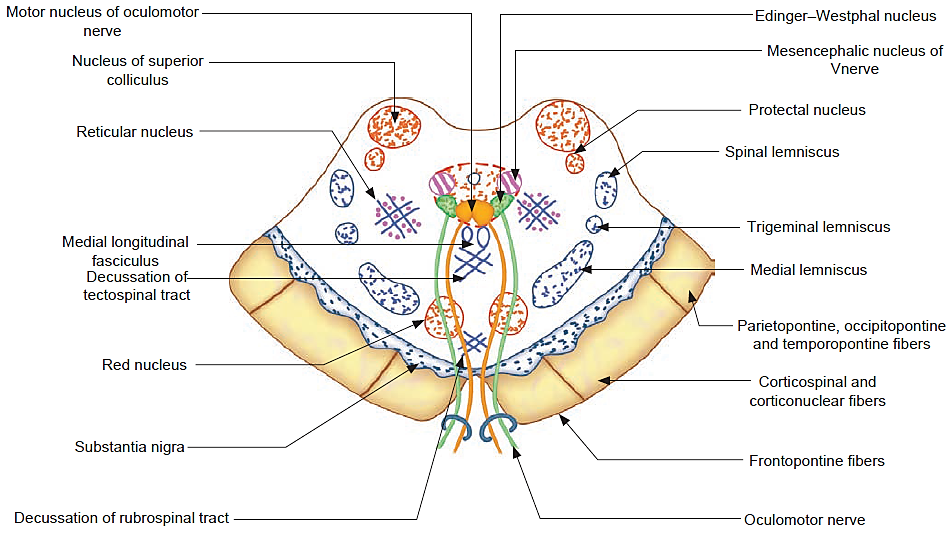 Motor nucleus of oculomotor
nerve
Nucleus of superior
colliculus
Reticular nucleus
Medial longitudinal
fasciculus
Decussation of
tectospinal tract
Red nucleus
Substantia nigra
Decussation of rubrospinal tract
Edinger–Westphal nucleus
Mesencephalic nucleus of
Vnerve
Protectal nucleus
Spinal lemniscus
Trigeminal lemniscus
Medial lemniscus
Parietopontine, occipitopontine
and temporopontine fibers
Corticospinal and
corticonuclear fibers
Frontopontine fibers
Oculomotor nerve